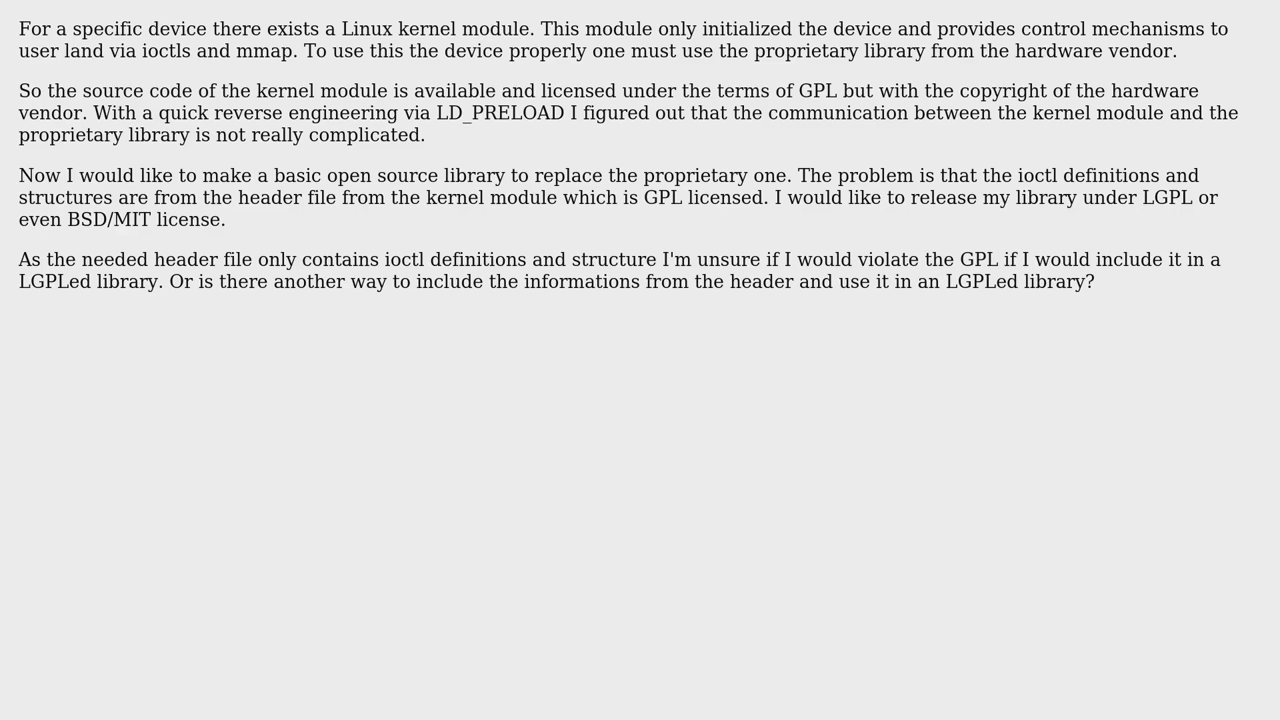 For a specific device there exists a Linux kernel module. This module only initialized the device and provides control mechanisms to
user land via ioctls and mmap. To use this the device properly one must use the proprietary library from the hardware vendor.
So the source code of the kernel module is available and licensed under the terms of GPL but with the copyright of the hardware
vendor. With a quick reverse engineering via LD_PRELOAD I figured out that the communication between the kernel module and the
proprietary library is not really complicated.
Now I would like to make a basic open source library to replace the proprietary one. The problem is that the ioctl definitions and
structures are from the header file from the kernel module which is GPL licensed. I would like to release my library under LGPL or
even BSD/MIT license.
As the needed header file only contains ioctl definitions and structure I'm unsure if I would violate the GPL if I would include it in a
LGPLed library. Or is there another way to include the informations from the header and use it in an LGPLed library?